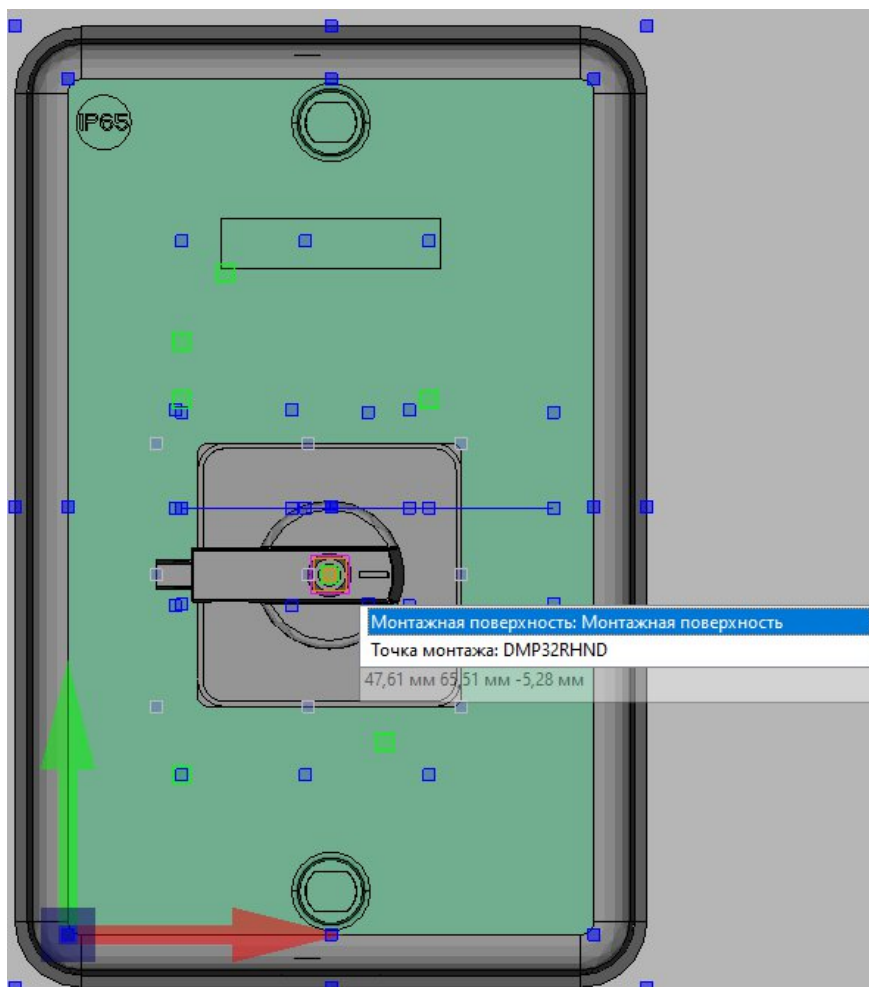 IP65
Монтажная поверхность: Монтажная поверхность
Точка монтажа: DMP32RHND
47,61 мм 65,51 мм -5,28 мм